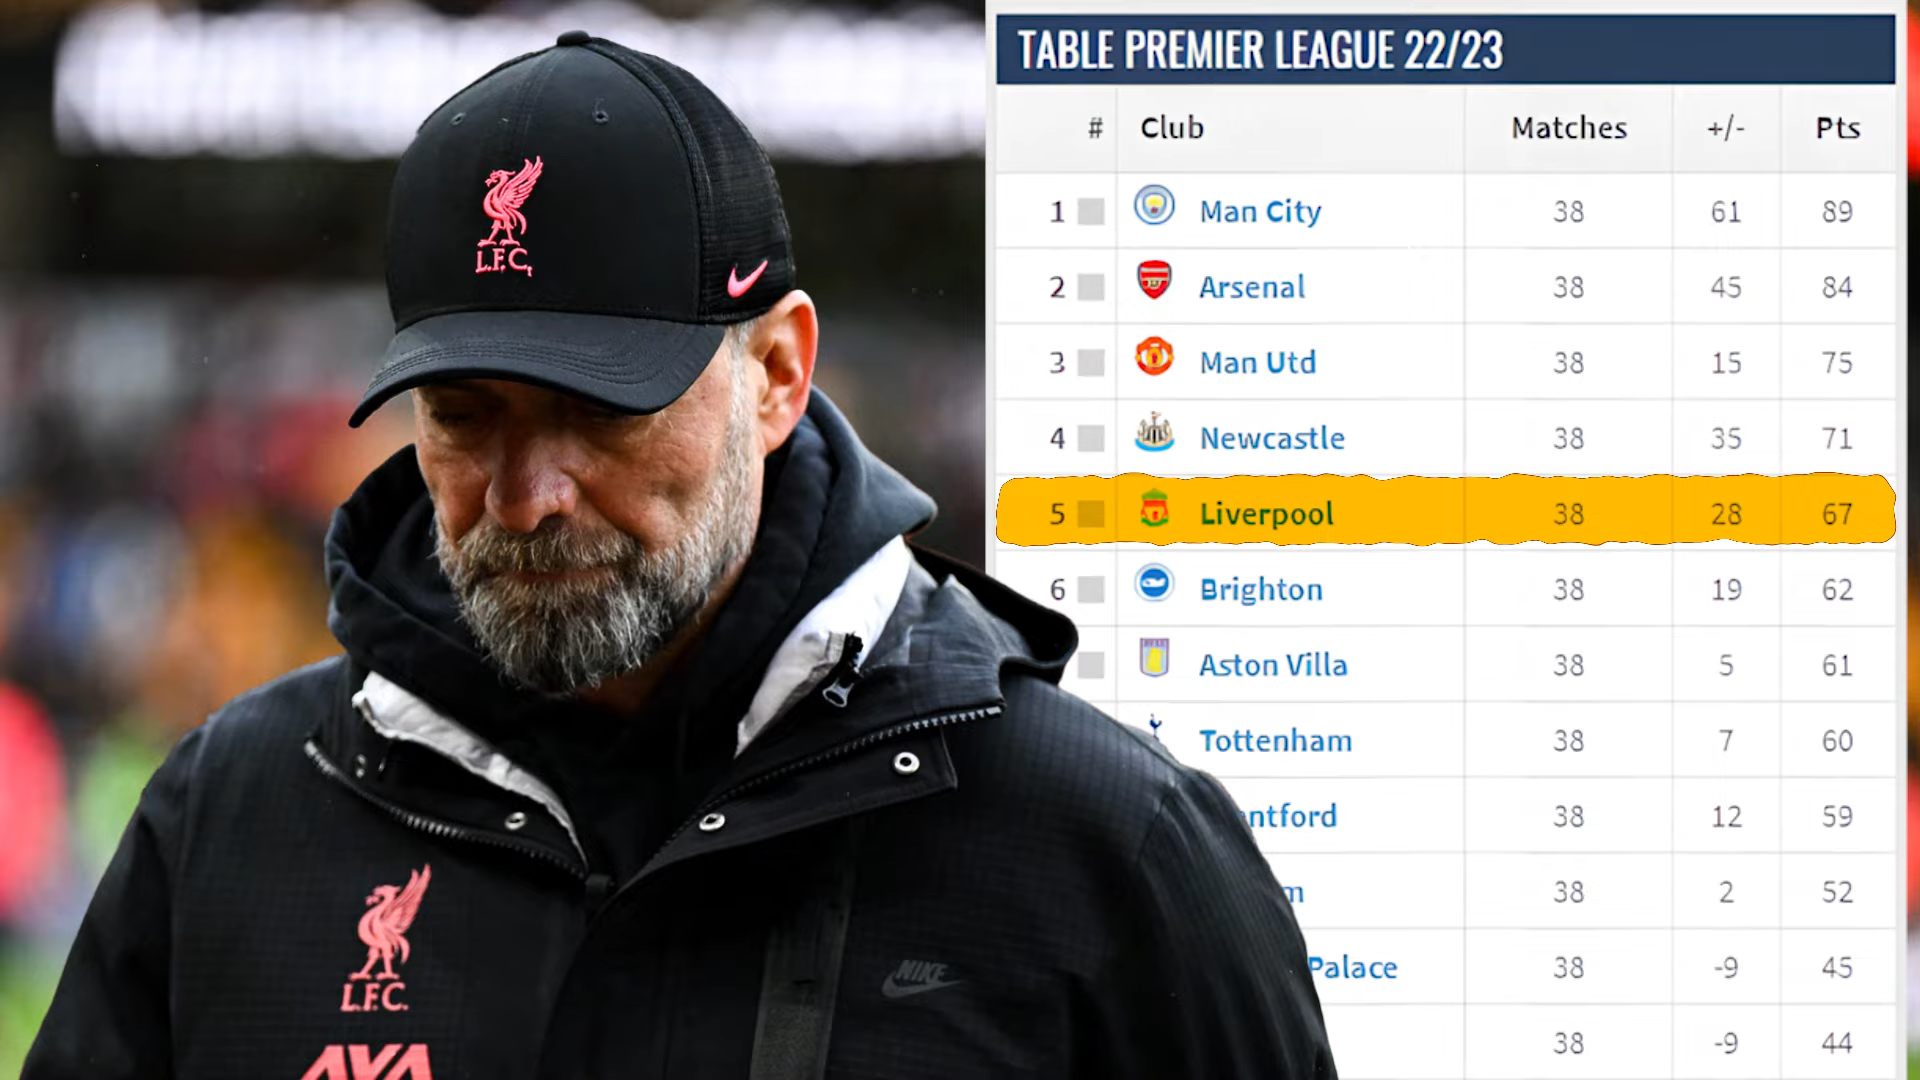 L.F.C.
L.F.C.
NIKE
AXA
TABLE PREMIER LEAGUE 22/23
# Club Matches +/- Pts
1 Man City 38 61 89
2 Arsenal 38 45 84
3 Man Utd 38 15 75
4 Newcastle 38 35 71
5 Liverpool 38 28 67
6 Brighton 38 19 62
Aston Villa 38 5 61
Tottenham 38 7 60
ntford 38 12 59
m 38 2 52
Palace 38 -9 45
38 -9 44